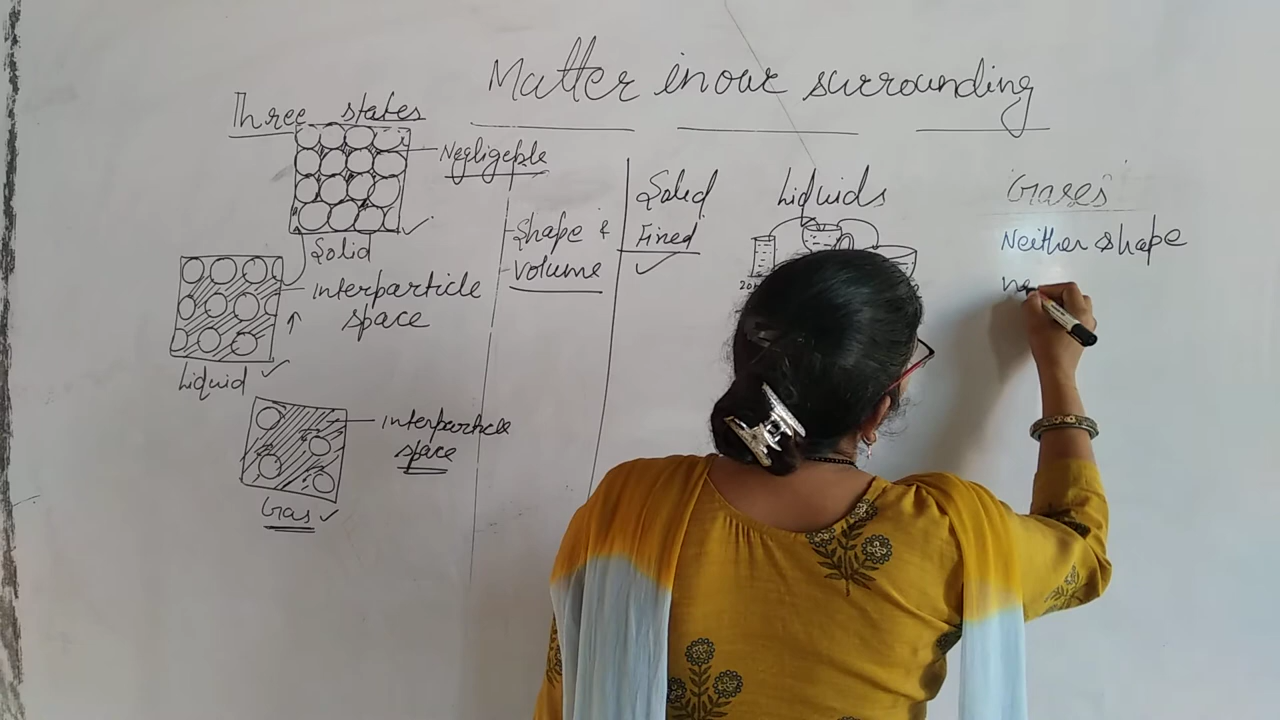 Matter in our surrounding
Three states
Negligeble
Solid
interparticle
space
Liquid
interparticle
space
Gas
Shape &
volume
Solid
Fixed
Liquids
Gases
Neither shape